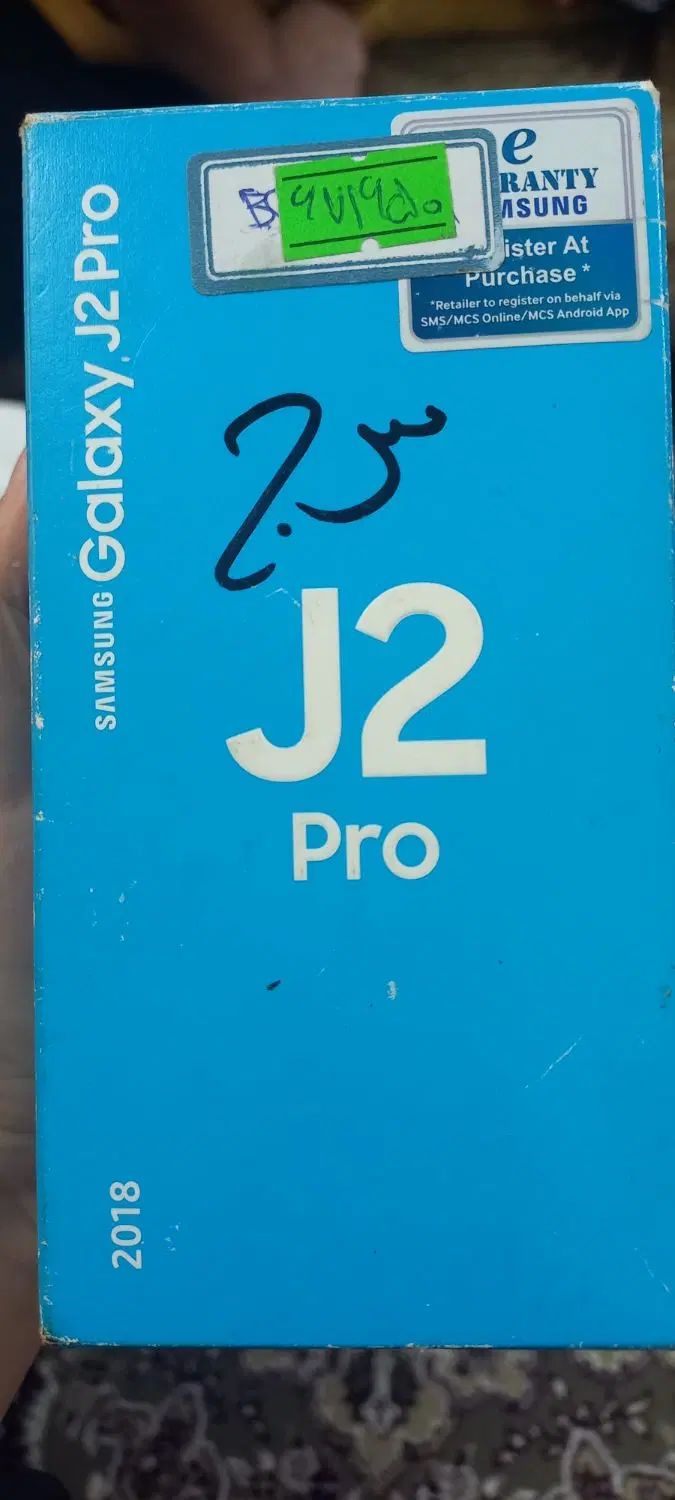 e
RANTY
MSUNG
ister At
Purchase *
*Retailer to register on behalf via
SMS/MCS Online/MCS Android App
SAMSUNG Galaxy J2 Pro
J2
Pro
2018